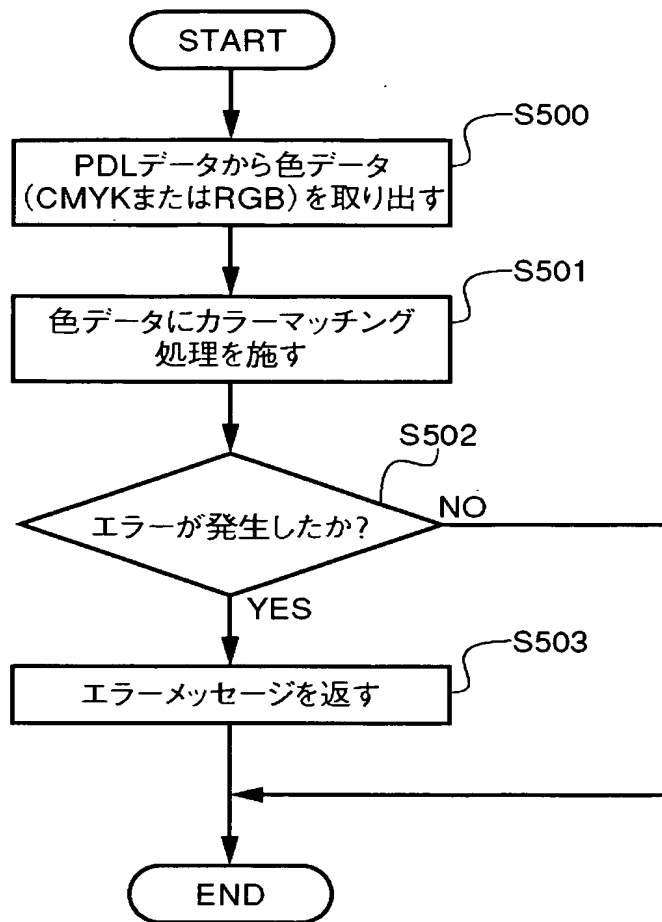 START
S500
PDLデータから色データ
(CMYKまたはRGB)を取り出す
S501
色データにカラーマッチング
処理を施す
S502
エラーが発生したか?
NO
YES
S503
エラーメッセージを返す
END